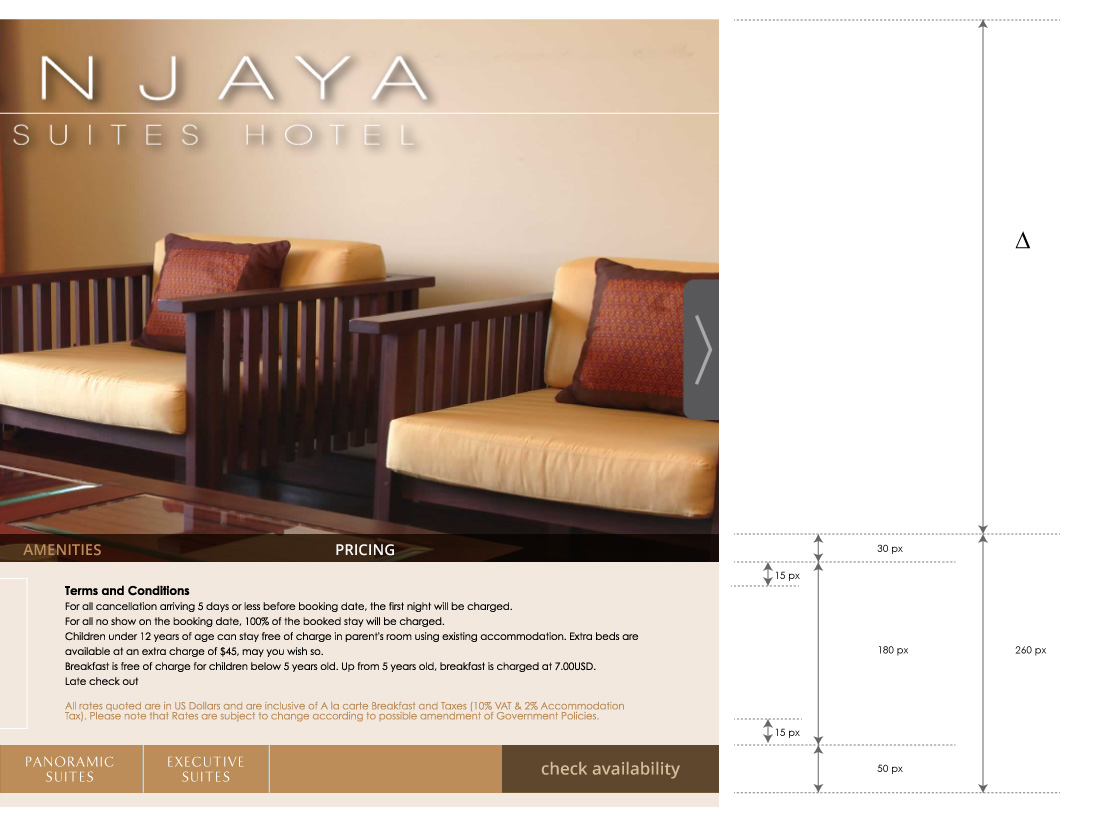 NJAYA
SUITES HOTEL
Δ
AMENITIES
PRICING
30 px
15 px
Terms and Conditions
For all cancellation arriving 5 days or less before booking date, the first night will be charged.
For all no show on the booking date, 100% of the booked stay will be charged.
Children under 12 years of age can stay free of charge in parent's room using existing accommodation. Extra beds are
available at an extra charge of $45, may you wish so.
Breakfast is free of charge for children below 5 years old. Up from 5 years old, breakfast is charged at 7.00USD.
Late check out
180 px
260 px
All rates quoted are in US Dollars and are inclusive of A la carte Breakfast and Taxes (10% VAT & 2% Accommodation
Tax). Please note that Rates are subject to change according to possible amendment of Government Policies.
15 px
PANORAMIC
SUITES
EXECUTIVE
SUITES
check availability
50 px